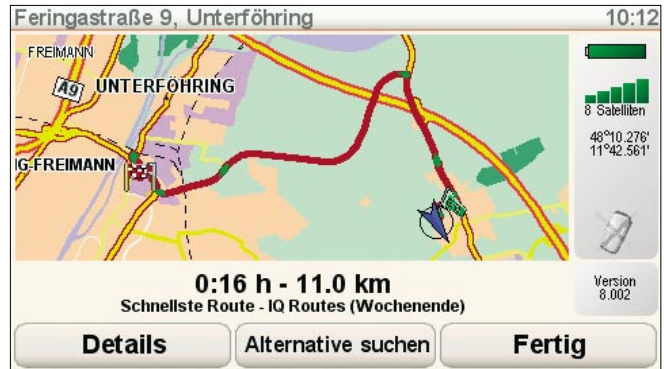 Feringastraße 9, Unterföhring
10:12
FREIMANN
A9
UNTERFÖHRING
IG-FREIMANN
8 Satelliten
48°10.276'
11°42.561'
0:16 h - 11.0 km
Schnellste Route - IQ Routes (Wochenende)
Version
8.002
Details
Alternative suchen
Fertig